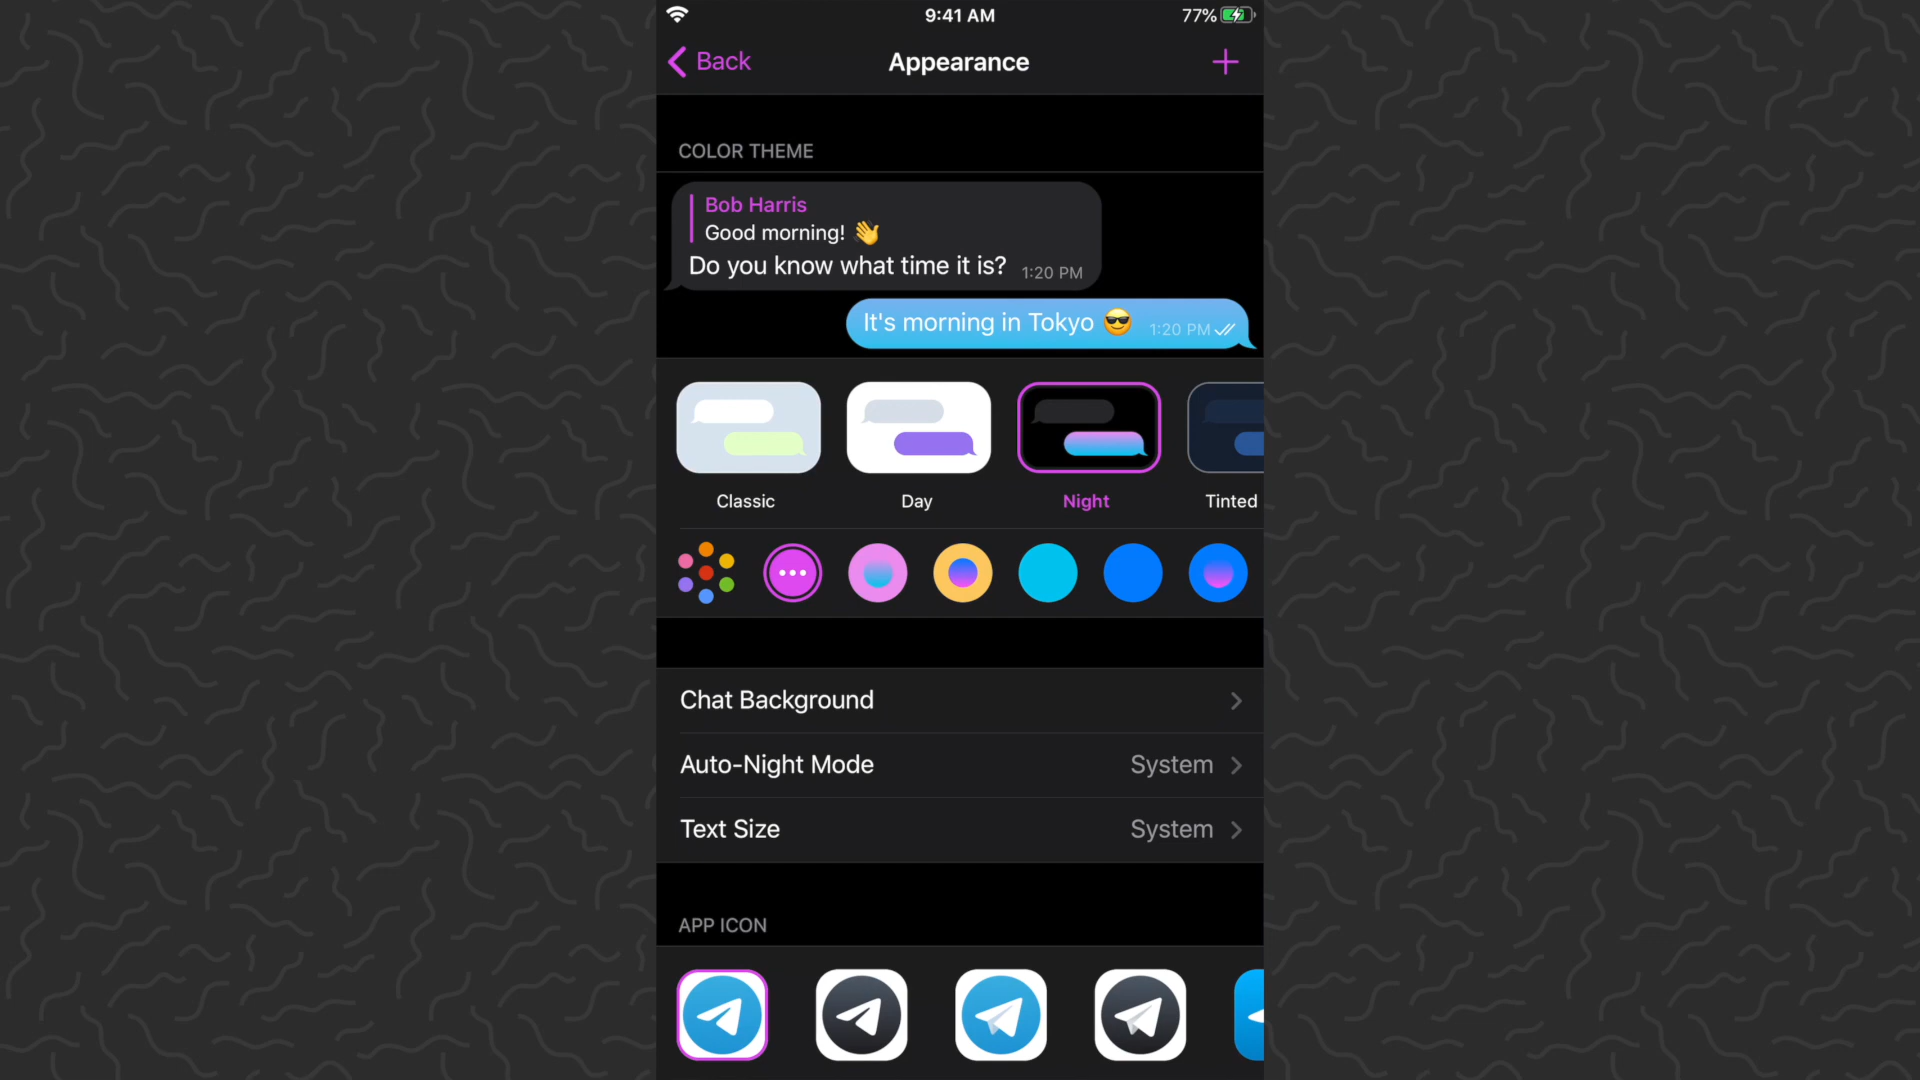 9:41 AM
77%
Back
Appearance
COLOR THEME
Bob Harris
Good morning! 👋
Do you know what time it is? 1:20 PM
It's morning in Tokyo 😎 1:20 PM
Classic
Day
Night
Tinted
Chat Background
Auto-Night Mode System
Text Size System
APP ICON